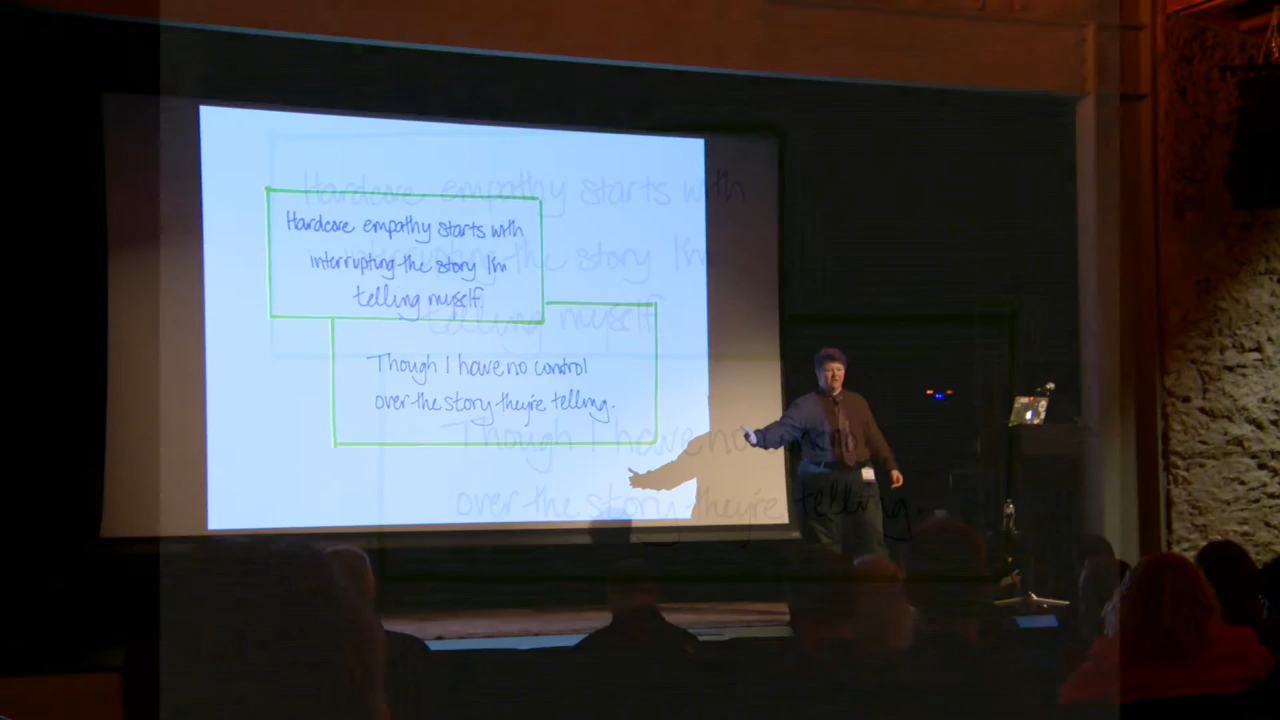 Hardcore empathy starts with
interrupting the story I'm
telling myself.
Though I have no control
over the story they're telling.